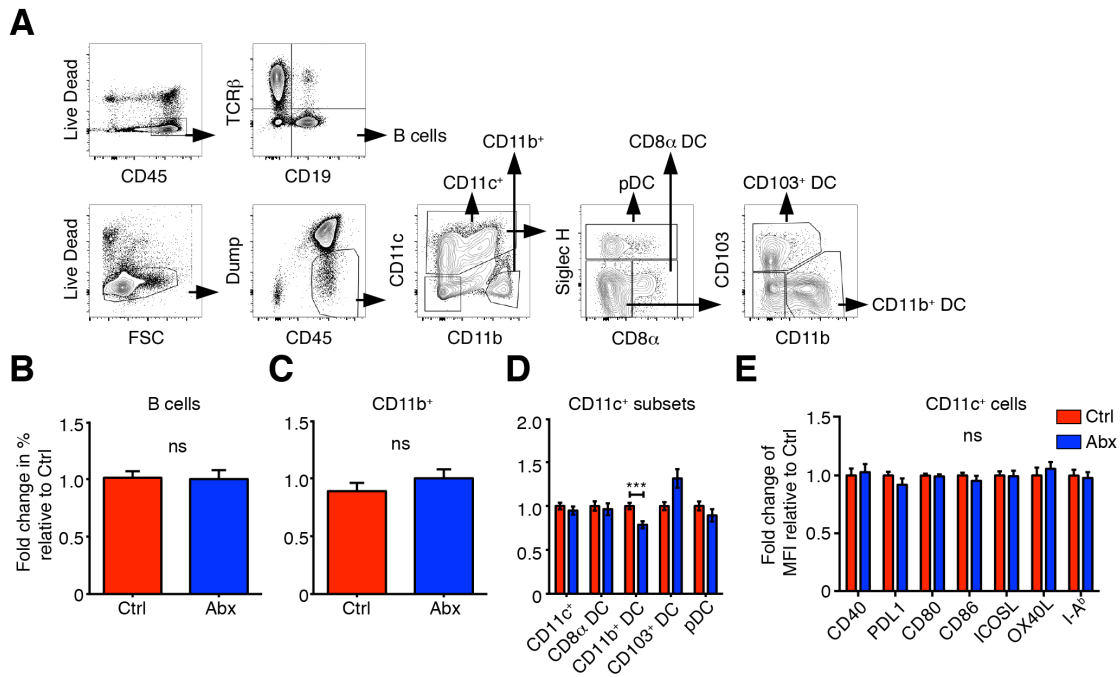 A
Live Dead
CD45
TCRβ
CD19
B cells
Live Dead
FSC
Dump
CD45
CD11c
CD11b
CD11c⁺
CD11b⁺
Siglec H
CD8α
pDC
CD8α DC
CD103
CD11b
CD103⁺ DC
CD11b⁺ DC
B
B cells
Fold change in %
relative to Ctrl
1.5
1.0
0.5
0
ns
Ctrl
Abx
C
CD11b⁺
1.5
1.0
0.5
0
ns
Ctrl
Abx
D
CD11c⁺ subsets
2.0
1.5
1.0
0.5
0
***
CD11c⁺
CD8α DC
CD11b⁺ DC
CD103⁺ DC
pDC
E
CD11c⁺ cells
Fold change of
MFI relative to Ctrl
1.5
1.0
0.5
0
ns
Ctrl
Abx
CD40
PDL1
CD80
CD86
ICOSL
OX40L
I-Aᵇ